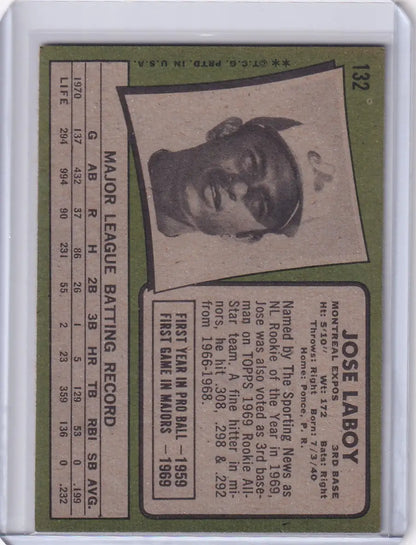 132
**©T.C.G. PRTD. IN U.S.A.
JOSE LABOY
MONTREAL EXPOS 3RD BASE
Ht: 5'10" Wt: 172 Bats: Right
Throws: Right Born: 7/3/40
Home: Ponce, P. R.
Named by The Sporting News as
NL Rookie of the Year in 1969,
Jose was also voted as 3rd base-
man on TOPPS 1969 Rookie All-
Star team. A fine hitter in mi-
nors, he hit .308, .298 & .292
from 1966-1968.
FIRST YEAR IN PRO BALL — 1959
FIRST GAME IN MAJORS — 1969
MAJOR LEAGUE BATTING RECORD
G AB R H 2B 3B HR TB RBI SB AVG.
1970 137 432 37 86 26 1 5 129 53 0 .199
LIFE 294 994 90 231 55 2 23 359 136 0 .232